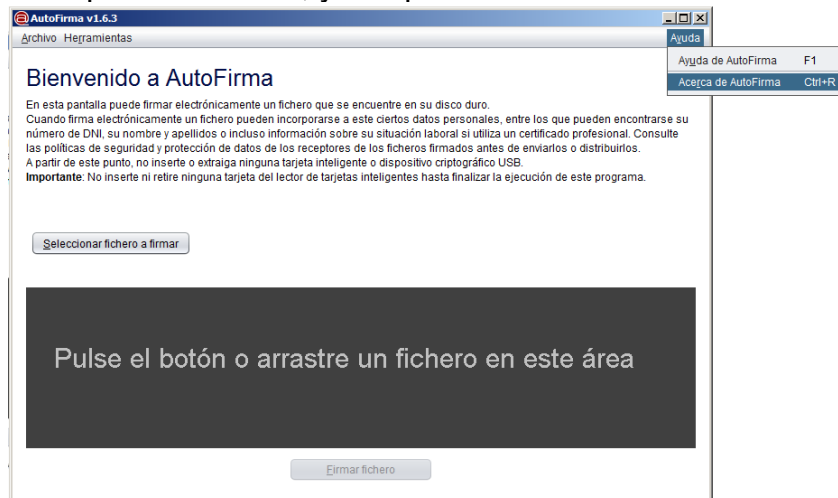 AutoFirma v1.6.3
Archivo Herramientas Ayuda
Ayuda de AutoFirma F1
Acerca de AutoFirma Ctrl+R
Bienvenido a AutoFirma
En esta pantalla puede firmar electrónicamente un fichero que se encuentre en su disco duro.
Cuando firma electrónicamente un fichero pueden incorporarse a este ciertos datos personales, entre los que pueden encontrarse su
número de DNI, su nombre y apellidos o incluso información sobre su situación laboral si utiliza un certificado profesional. Consulte
las políticas de seguridad y protección de datos de los receptores de los ficheros firmados antes de enviarlos o distribuirlos.
A partir de este punto, no inserte o extraiga ninguna tarjeta inteligente o dispositivo criptográfico USB.
Importante: No inserte ni retire ninguna tarjeta del lector de tarjetas inteligentes hasta finalizar la ejecución de este programa.
Seleccionar fichero a firmar
Pulse el botón o arrastre un fichero en este área
Firmar fichero